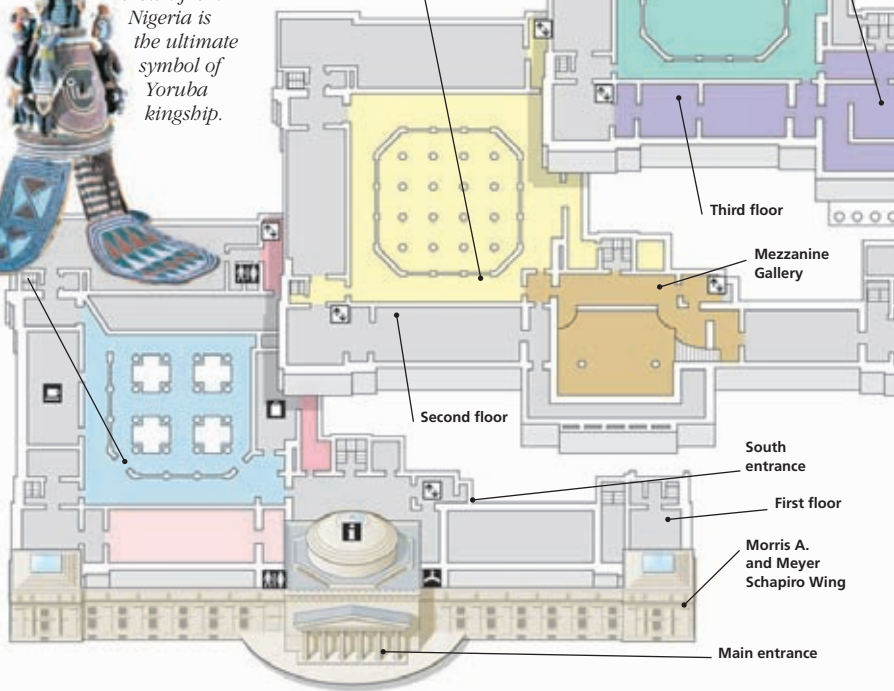 Nigeria is
the ultimate
symbol of
Yoruba
kingship.
Third floor
Mezzanine
Gallery
Second floor
South
entrance
First floor
Morris A.
and Meyer
Schapiro Wing
Main entrance